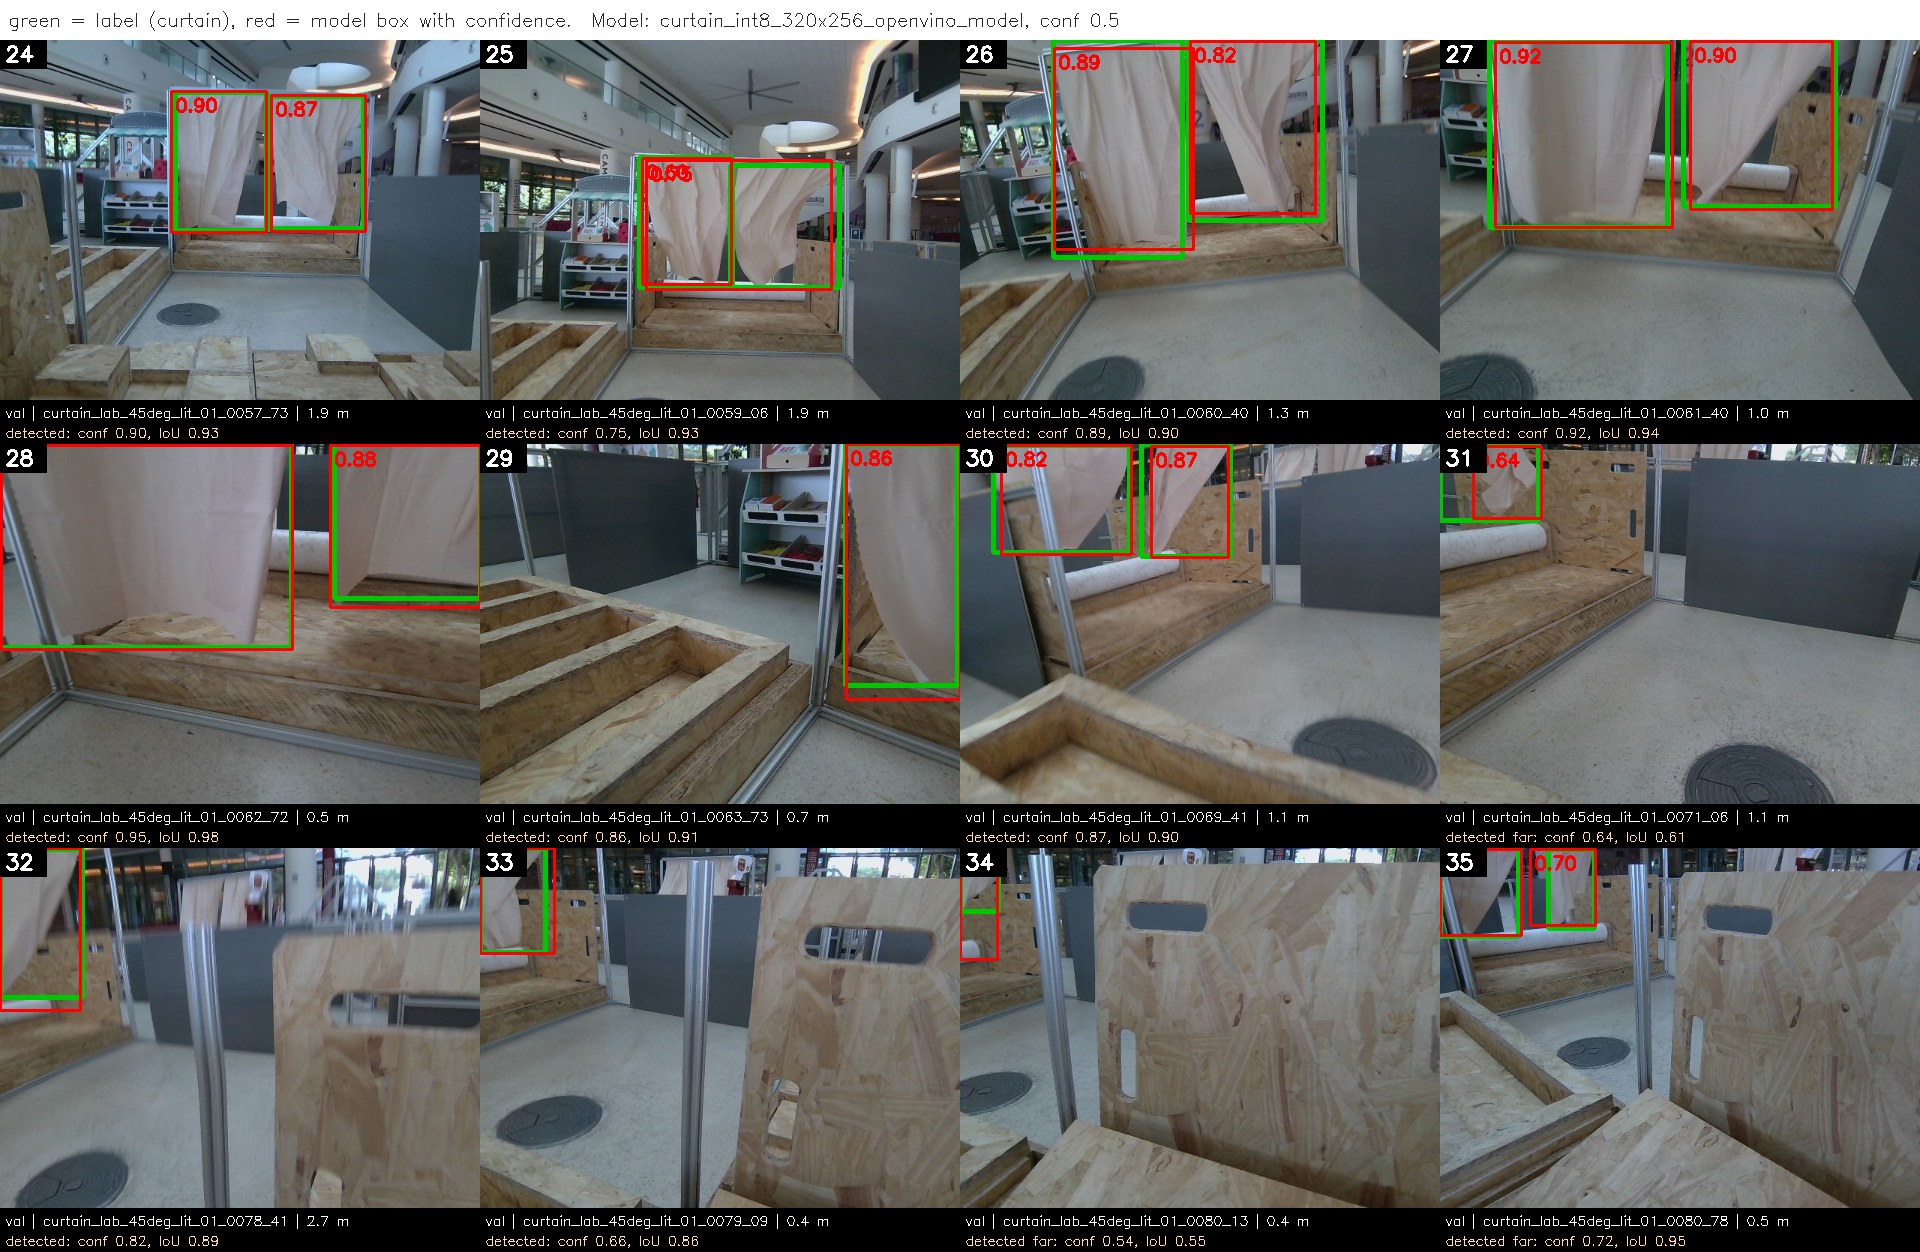 green = label (curtain), red = model box with confidence.  Model: curtain_int8_320x256_openvino_model, conf 0.5
24
0.90
0.87
25
0.75
26
0.89
0.82
27
0.92
0.90
val | curtain_lab_45deg_lit_01_0057_73 | 1.9 m
detected: conf 0.90, IoU 0.93
val | curtain_lab_45deg_lit_01_0059_06 | 1.9 m
detected: conf 0.75, IoU 0.93
val | curtain_lab_45deg_lit_01_0060_40 | 1.3 m
detected: conf 0.89, IoU 0.90
val | curtain_lab_45deg_lit_01_0061_40 | 1.0 m
detected: conf 0.92, IoU 0.94
28
0.88
29
0.86
30
0.82
0.87
31
.64
val | curtain_lab_45deg_lit_01_0062_72 | 0.5 m
detected: conf 0.95, IoU 0.98
val | curtain_lab_45deg_lit_01_0063_73 | 0.7 m
detected: conf 0.86, IoU 0.91
val | curtain_lab_45deg_lit_01_0069_41 | 1.1 m
detected: conf 0.87, IoU 0.90
val | curtain_lab_45deg_lit_01_0071_06 | 1.1 m
detected far: conf 0.64, IoU 0.61
32
33
34
35
0.70
val | curtain_lab_45deg_lit_01_0078_41 | 2.7 m
detected: conf 0.82, IoU 0.89
val | curtain_lab_45deg_lit_01_0079_09 | 0.4 m
detected: conf 0.66, IoU 0.86
val | curtain_lab_45deg_lit_01_0080_13 | 0.4 m
detected far: conf 0.54, IoU 0.55
val | curtain_lab_45deg_lit_01_0080_78 | 0.5 m
detected far: conf 0.72, IoU 0.95